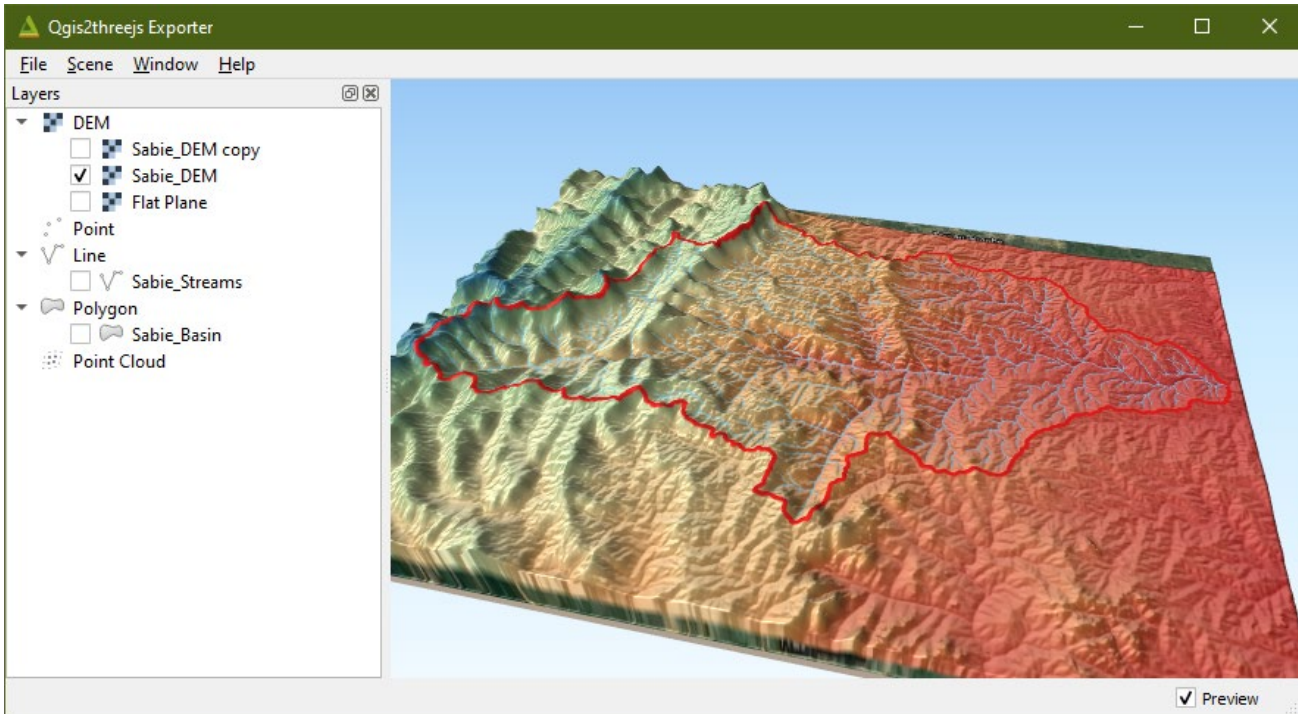 Qgis2threejs Exporter
File Scene Window Help
Layers
DEM
Sabie_DEM copy
Sabie_DEM
Flat Plane
Point
Line
Sabie_Streams
Polygon
Sabie_Basin
Point Cloud
Preview